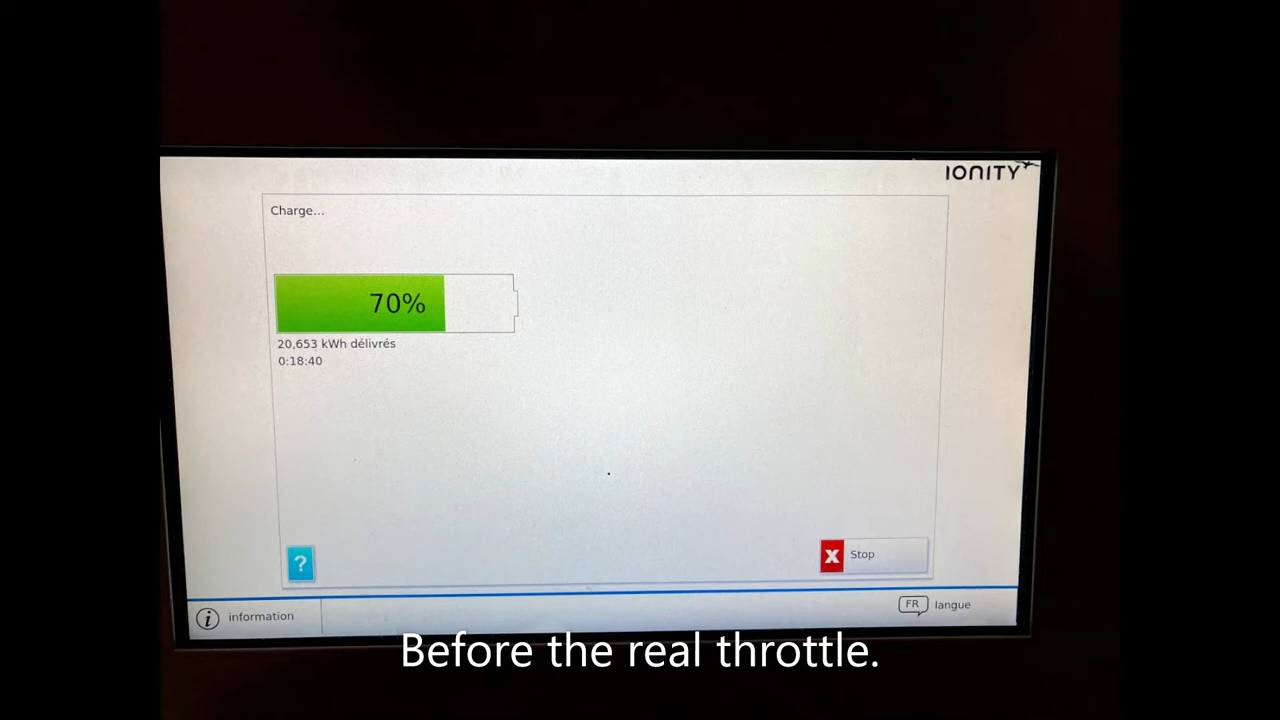 IONITY
Charge...
70%
20,653 kWh délivrés
0:18:40
?
X Stop
i information
FR langue
Before the real throttle.